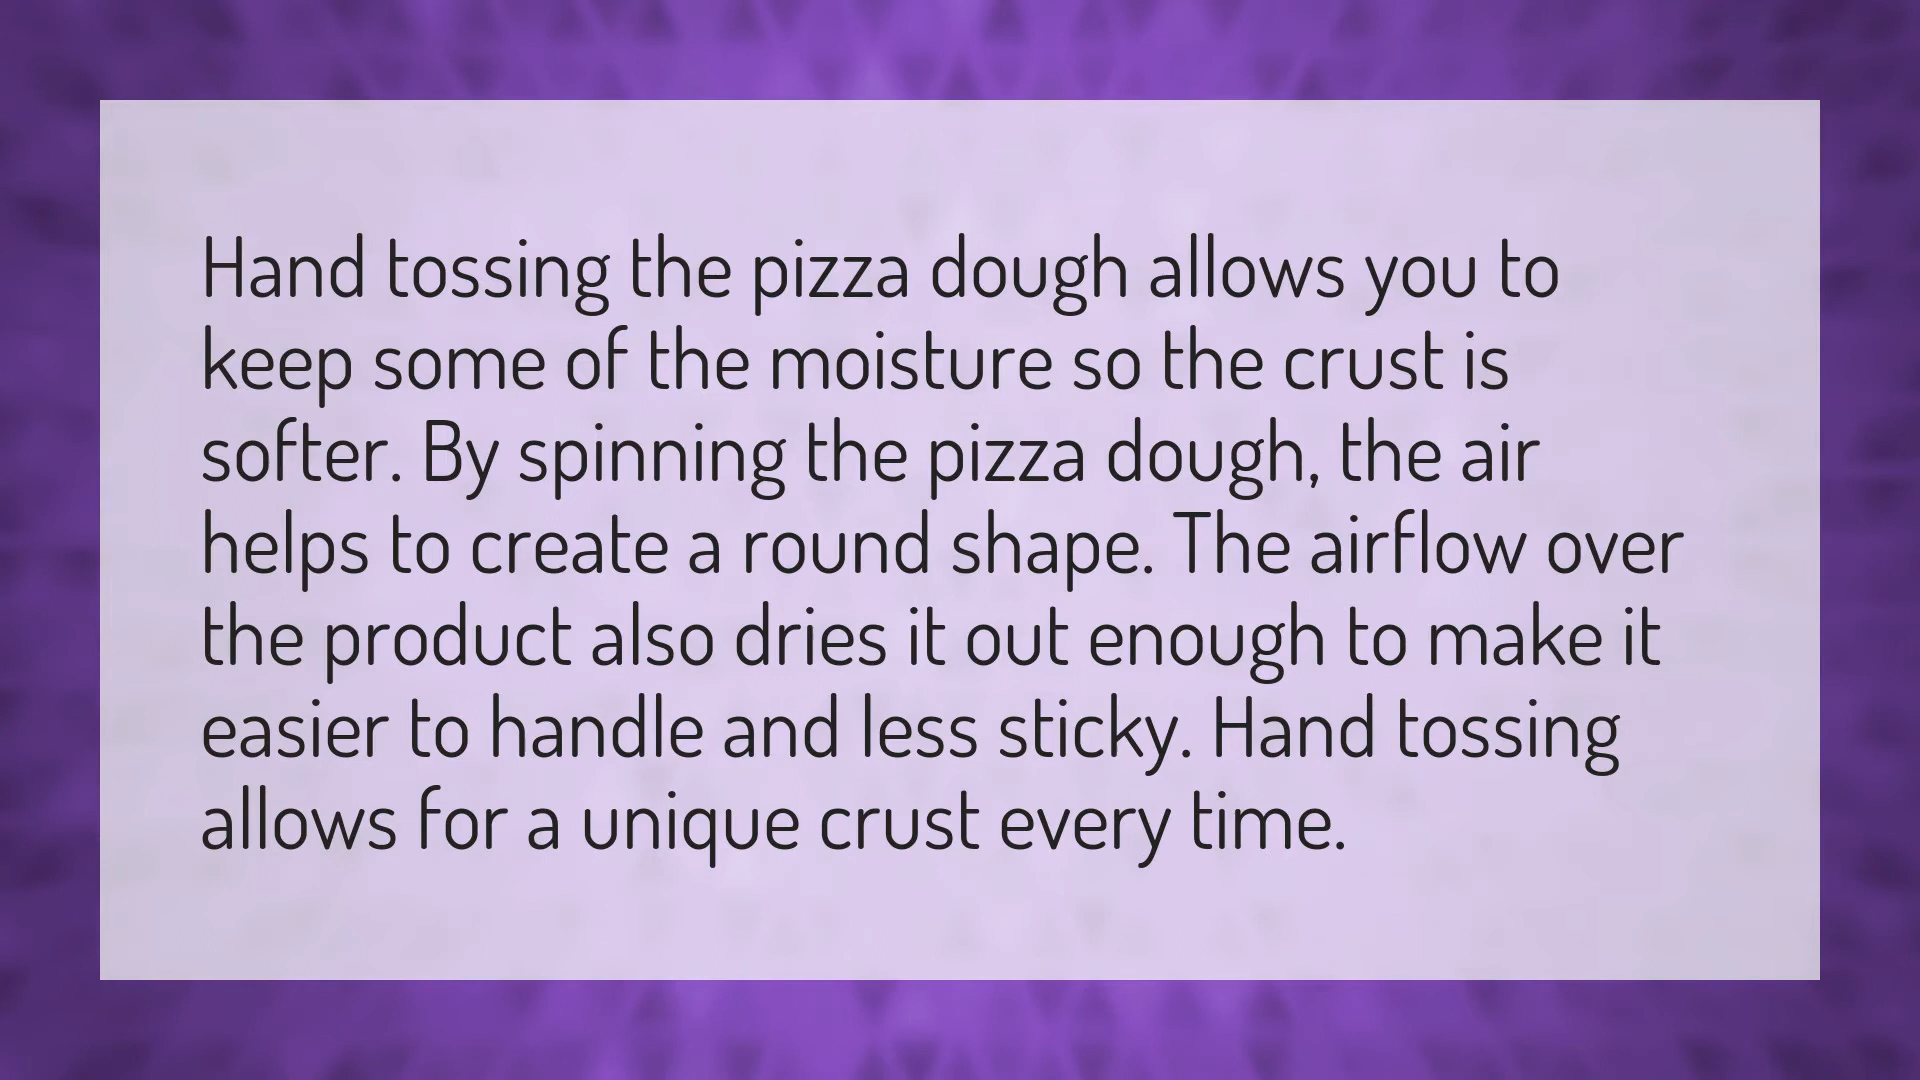 Hand tossing the pizza dough allows you to
keep some of the moisture so the crust is
softer. By spinning the pizza dough, the air
helps to create a round shape. The airflow over
the product also dries it out enough to make it
easier to handle and less sticky. Hand tossing
allows for a unique crust every time.